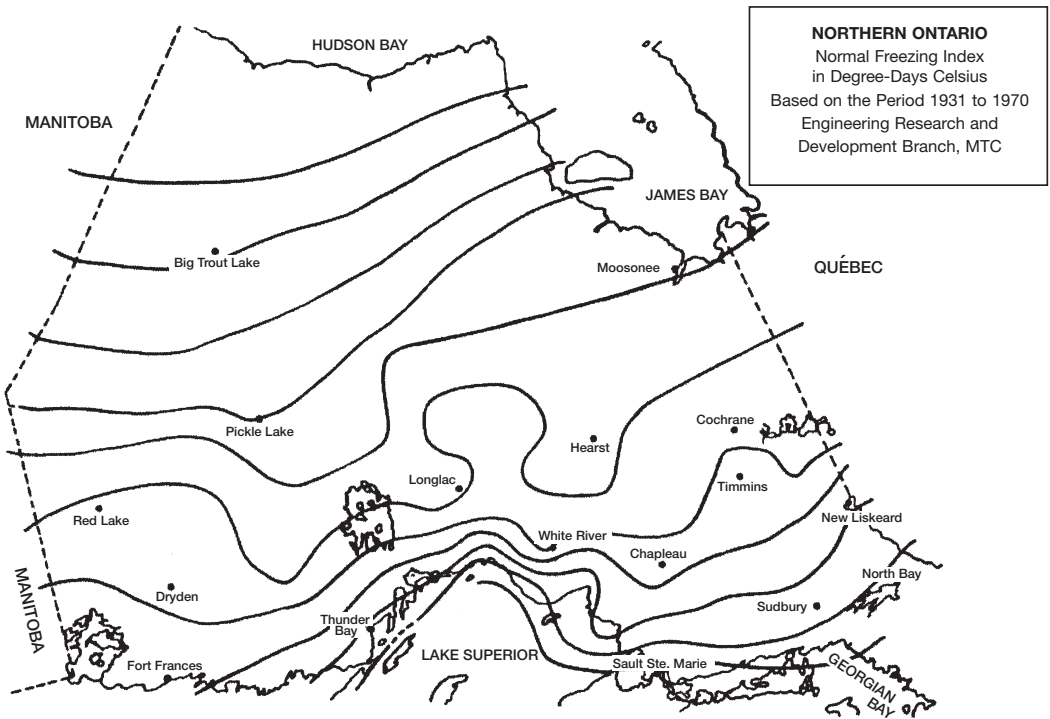 HUDSON BAY
NORTHERN ONTARIO
Normal Freezing Index
in Degree-Days Celsius
Based on the Period 1931 to 1970
Engineering Research and
Development Branch, MTC
MANITOBA
JAMES BAY
Big Trout Lake
Moosonee
QUÉBEC
Pickle Lake
Cochrane
Hearst
Longlac
Timmins
Red Lake
New Liskeard
White River
Chapleau
MANITOBA
Dryden
North Bay
Sudbury
Thunder
Bay
LAKE SUPERIOR
Fort Frances
Sault Ste. Marie
GEORGIAN
BAY